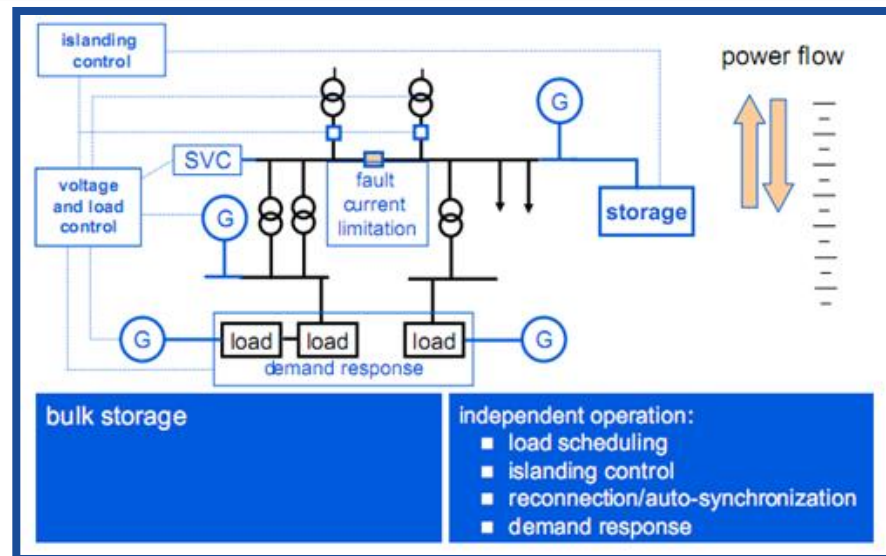 islanding
control
power flow
G
SVC
voltage
and load
control
fault
current
limitation
G
storage
G
load
load
load
G
demand response
bulk storage
independent operation:
load scheduling
islanding control
reconnection/auto-synchronization
demand response